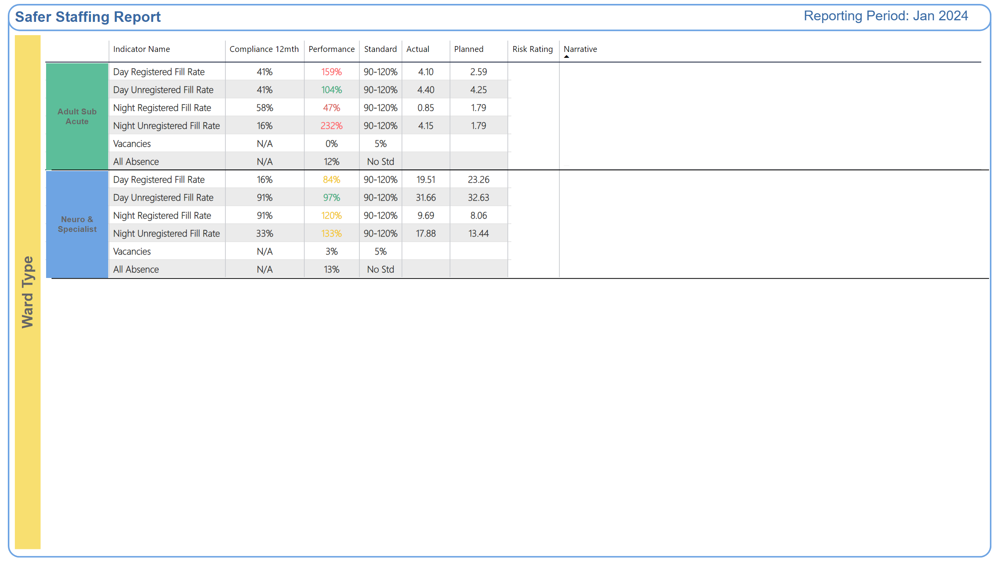 Safer Staffing Report
Reporting Period: Jan 2024
Ward Type
Indicator Name Compliance 12mth Performance Standard Actual Planned Risk Rating Narrative
Adult Sub
Acute
Day Registered Fill Rate 41% 159% 90-120% 4.10 2.59
Day Unregistered Fill Rate 41% 104% 90-120% 4.40 4.25
Night Registered Fill Rate 58% 47% 90-120% 0.85 1.79
Night Unregistered Fill Rate 16% 232% 90-120% 4.15 1.79
Vacancies N/A 0% 5%
All Absence N/A 12% No Std
Neuro &
Specialist
Day Registered Fill Rate 16% 84% 90-120% 19.51 23.26
Day Unregistered Fill Rate 91% 97% 90-120% 31.66 32.63
Night Registered Fill Rate 91% 120% 90-120% 9.69 8.06
Night Unregistered Fill Rate 33% 133% 90-120% 17.88 13.44
Vacancies N/A 3% 5%
All Absence N/A 13% No Std